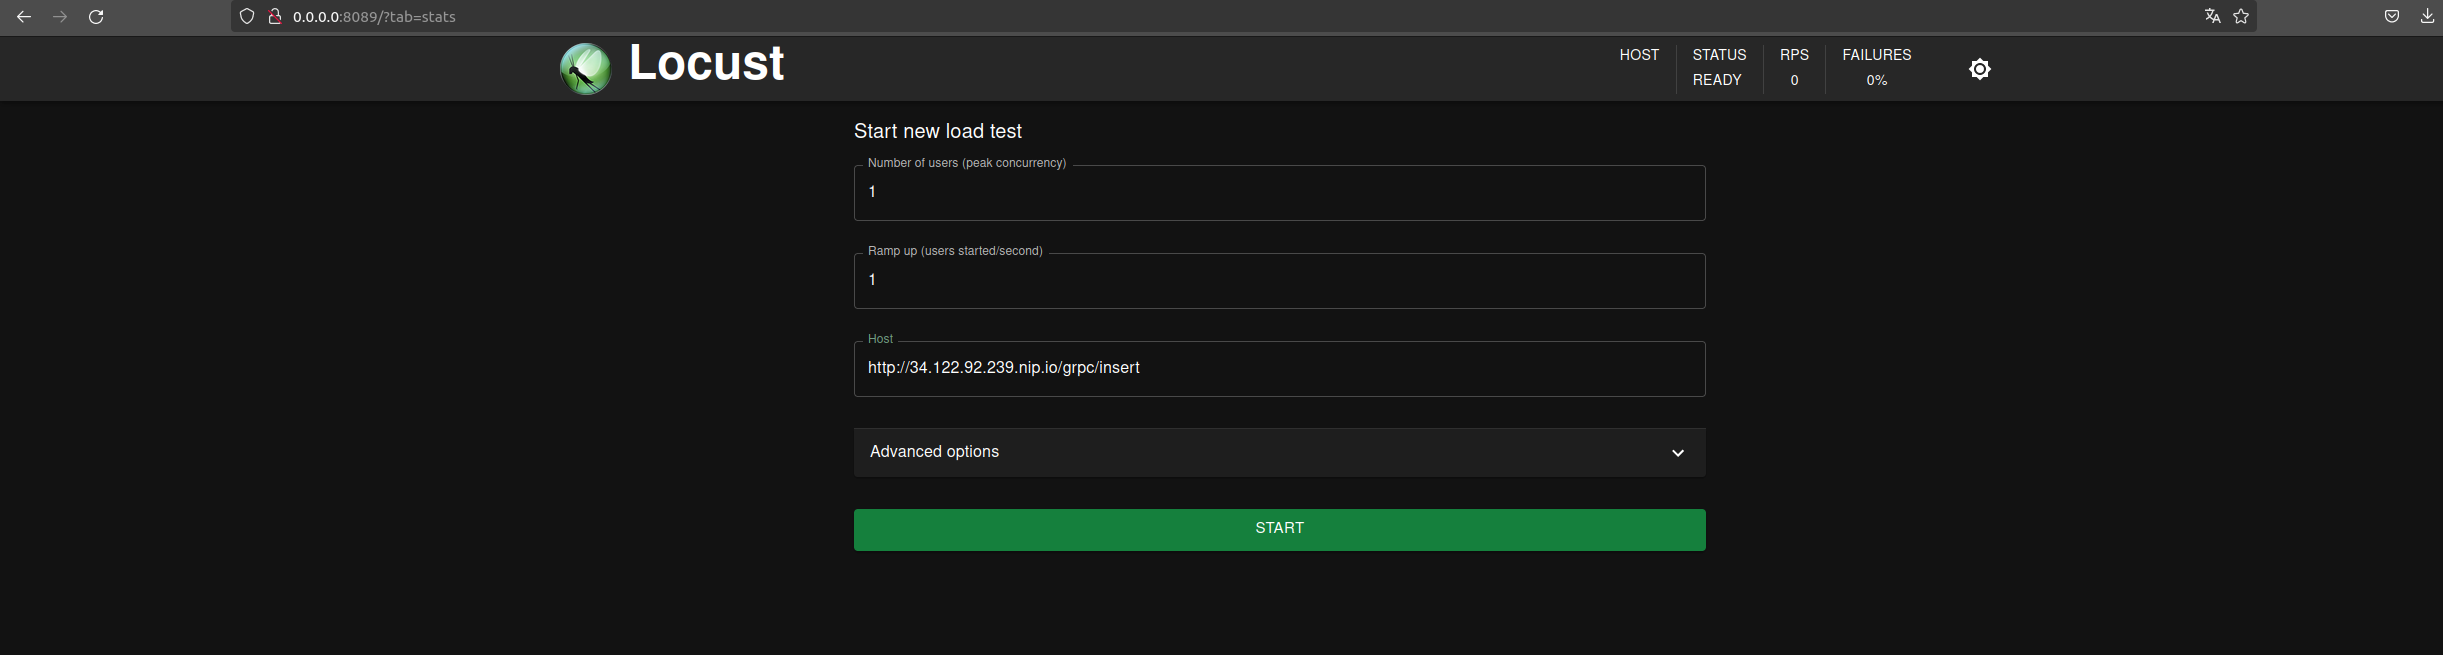 0.0.0.0:8089/?tab=stats
Locust
HOST
STATUS
READY
RPS
0
FAILURES
0%
Start new load test
Number of users (peak concurrency)
1
Ramp up (users started/second)
1
Host
http://34.122.92.239.nip.io/grpc/insert
Advanced options
START